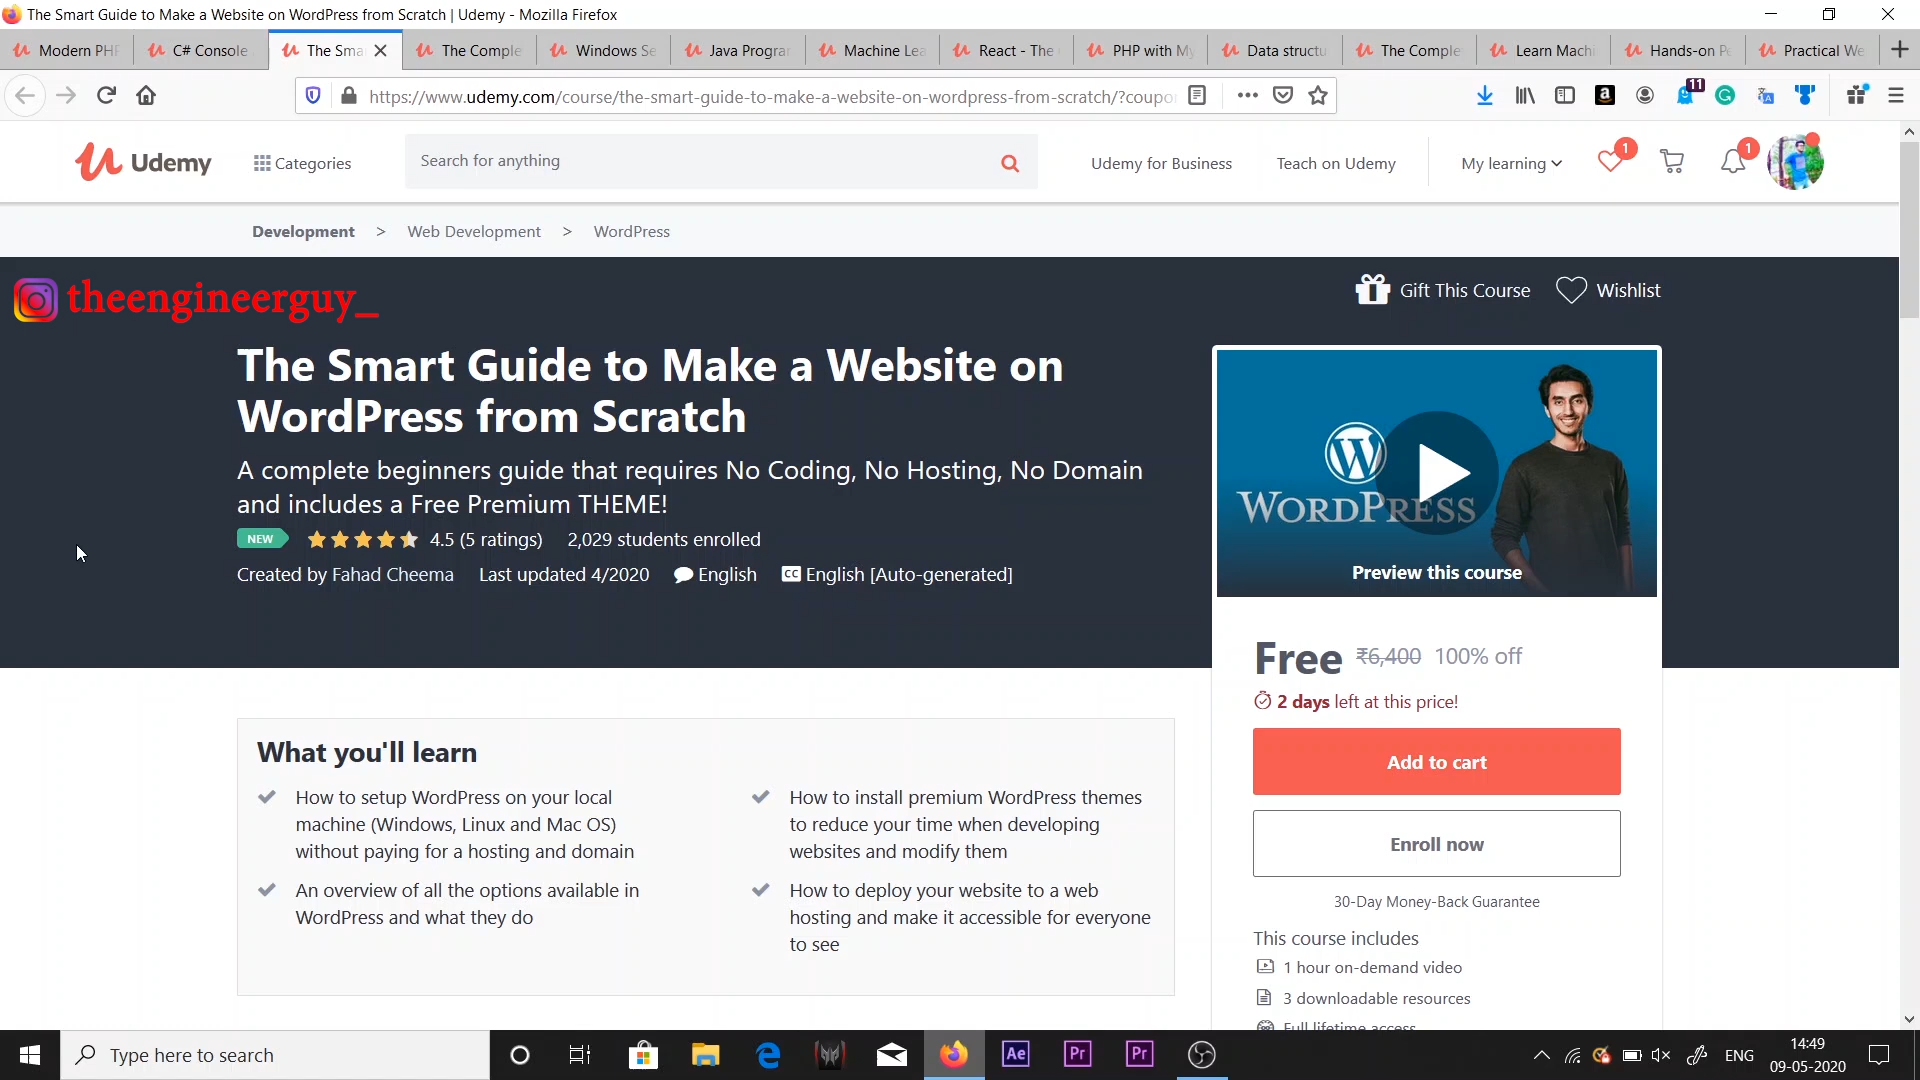 The Smart Guide to Make a Website on WordPress from Scratch | Udemy - Mozilla Firefox
Modern PHP
C# Console
The Sma
The Comple
Windows Se
Java Prograr
Machine Lea
React - The
PHP with My
Data structu
The Comple
Learn Machi
Hands-on Pe
Practical We
https://www.udemy.com/course/the-smart-guide-to-make-a-website-on-wordpress-from-scratch/?coupo
11
Udemy
Categories
Search for anything
Udemy for Business
Teach on Udemy
My learning
1
1
Development > Web Development > WordPress
theengineerguy_
Gift This Course
Wishlist
The Smart Guide to Make a Website on
WordPress from Scratch
A complete beginners guide that requires No Coding, No Hosting, No Domain
and includes a Free Premium THEME!
NEW
4.5 (5 ratings)
2,029 students enrolled
Created by Fahad Cheema
Last updated 4/2020
English
CC English [Auto-generated]
WORDPRESS
Preview this course
Free ₹6,400 100% off
2 days left at this price!
Add to cart
Enroll now
30-Day Money-Back Guarantee
This course includes
1 hour on-demand video
3 downloadable resources
Full lifetime access
What you'll learn
How to setup WordPress on your local
machine (Windows, Linux and Mac OS)
without paying for a hosting and domain
An overview of all the options available in
WordPress and what they do
How to install premium WordPress themes
to reduce your time when developing
websites and modify them
How to deploy your website to a web
hosting and make it accessible for everyone
to see
Type here to search
Ae
Pr
Pr
ENG
14:49
09-05-2020